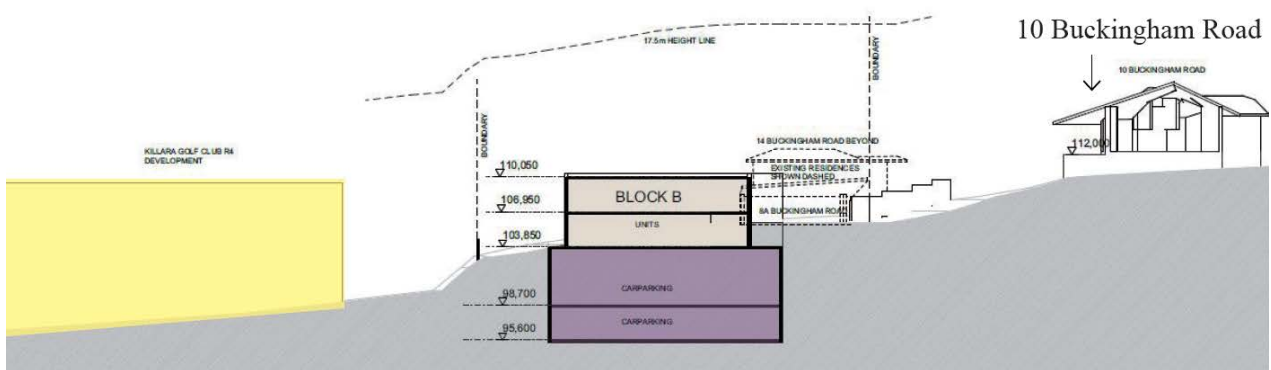 10 Buckingham Road
17.5m HEIGHT LINE
BOUNDARY
10 BUCKINGHAM ROAD
KILLARA GOLF CLUB R4
DEVELOPMENT
BOUNDARY
14 BUCKINGHAM ROAD BEYOND
112,000
110,050
EXISTING RESIDENCES
SHOWN DASHED
BLOCK B
106,950
8A BUCKINGHAM ROAD
UNITS
103,850
CARPARKING
98,700
CARPARKING
95,600